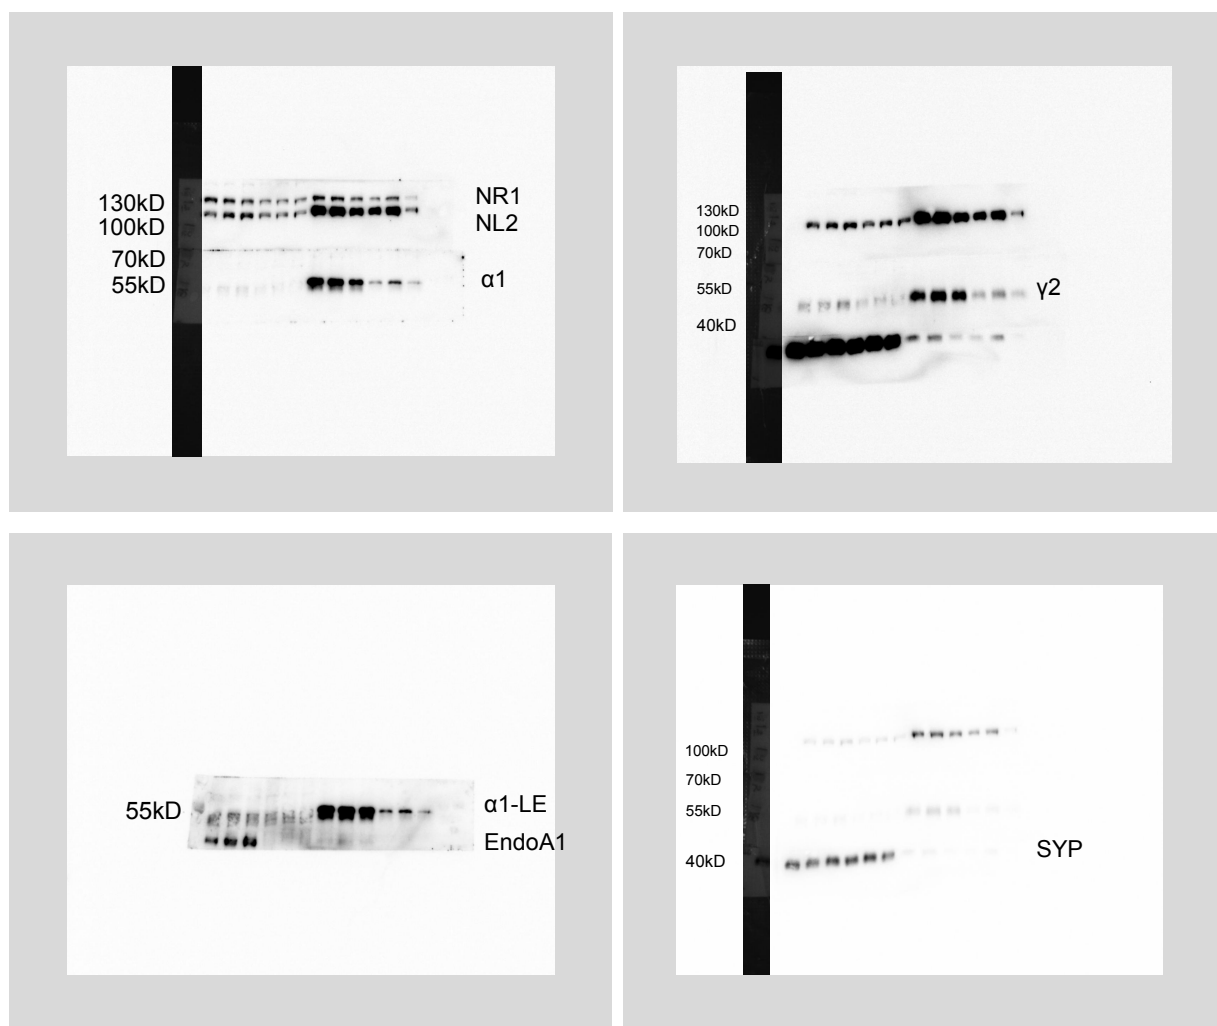 130kD
100kD
70kD
55kD
NR1
NL2
α1
130kD
100kD
70kD
55kD
40kD
γ2
55kD
α1-LE
EndoA1
100kD
70kD
55kD
40kD
SYP